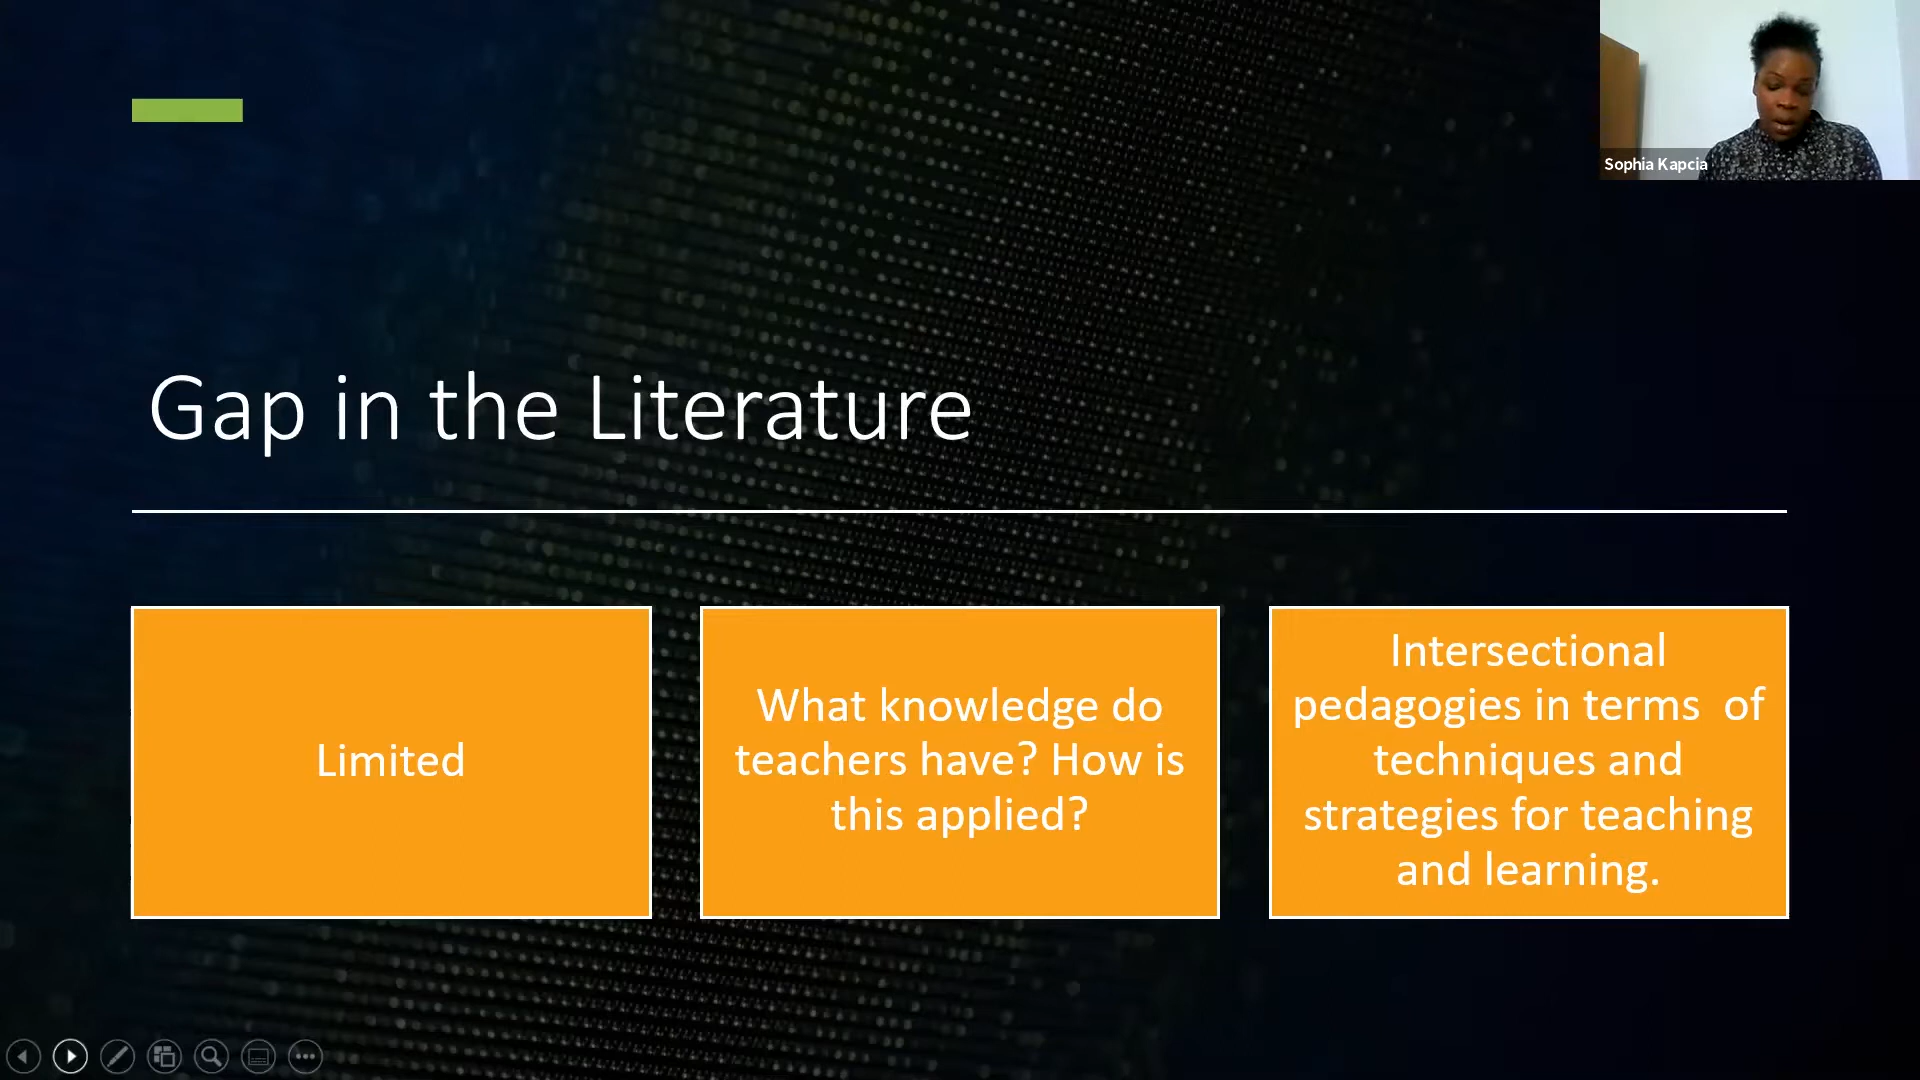 Sophia Kapcia
Gap in the Literature
Limited
What knowledge do
teachers have? How is
this applied?
Intersectional
pedagogies in terms  of
techniques and
strategies for teaching
and learning.